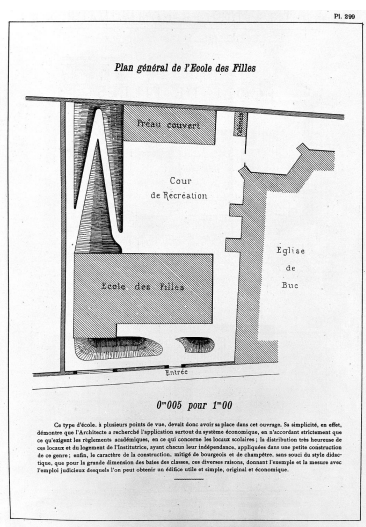 Pl. 299
Plan général de l'Ecole des Filles
Préau couvert
Cabinets
Cour
de Récréation
Eglise
de
Buc
Ecole des Filles
Entrée
0m005 pour 1m00
Ce type d'école, à plusieurs points de vue, devait donc avoir sa place dans cet ouvrage. Sa simplicité, en effet,
démontre que l'Architecte a recherché l'application surtout du système économique, en n'accordant strictement que
ce qu'exigent les règlements académiques, en ce qui concerne les locaux scolaires ; la distribution très heureuse de
ces locaux et du logement de l'Institutrice, ayant chacun leur indépendance, appliquées dans une petite construction
de ce genre ; enfin, le caractère de la construction, mitigé de bourgeois et de champêtre, sans souci du style didac-
tique, que pour la grande dimension des baies des classes, ces diverses raisons, donnent l'exemple et la mesure avec
l'emploi judicieux desquels l'on peut obtenir un édifice utile et simple, original et économique.